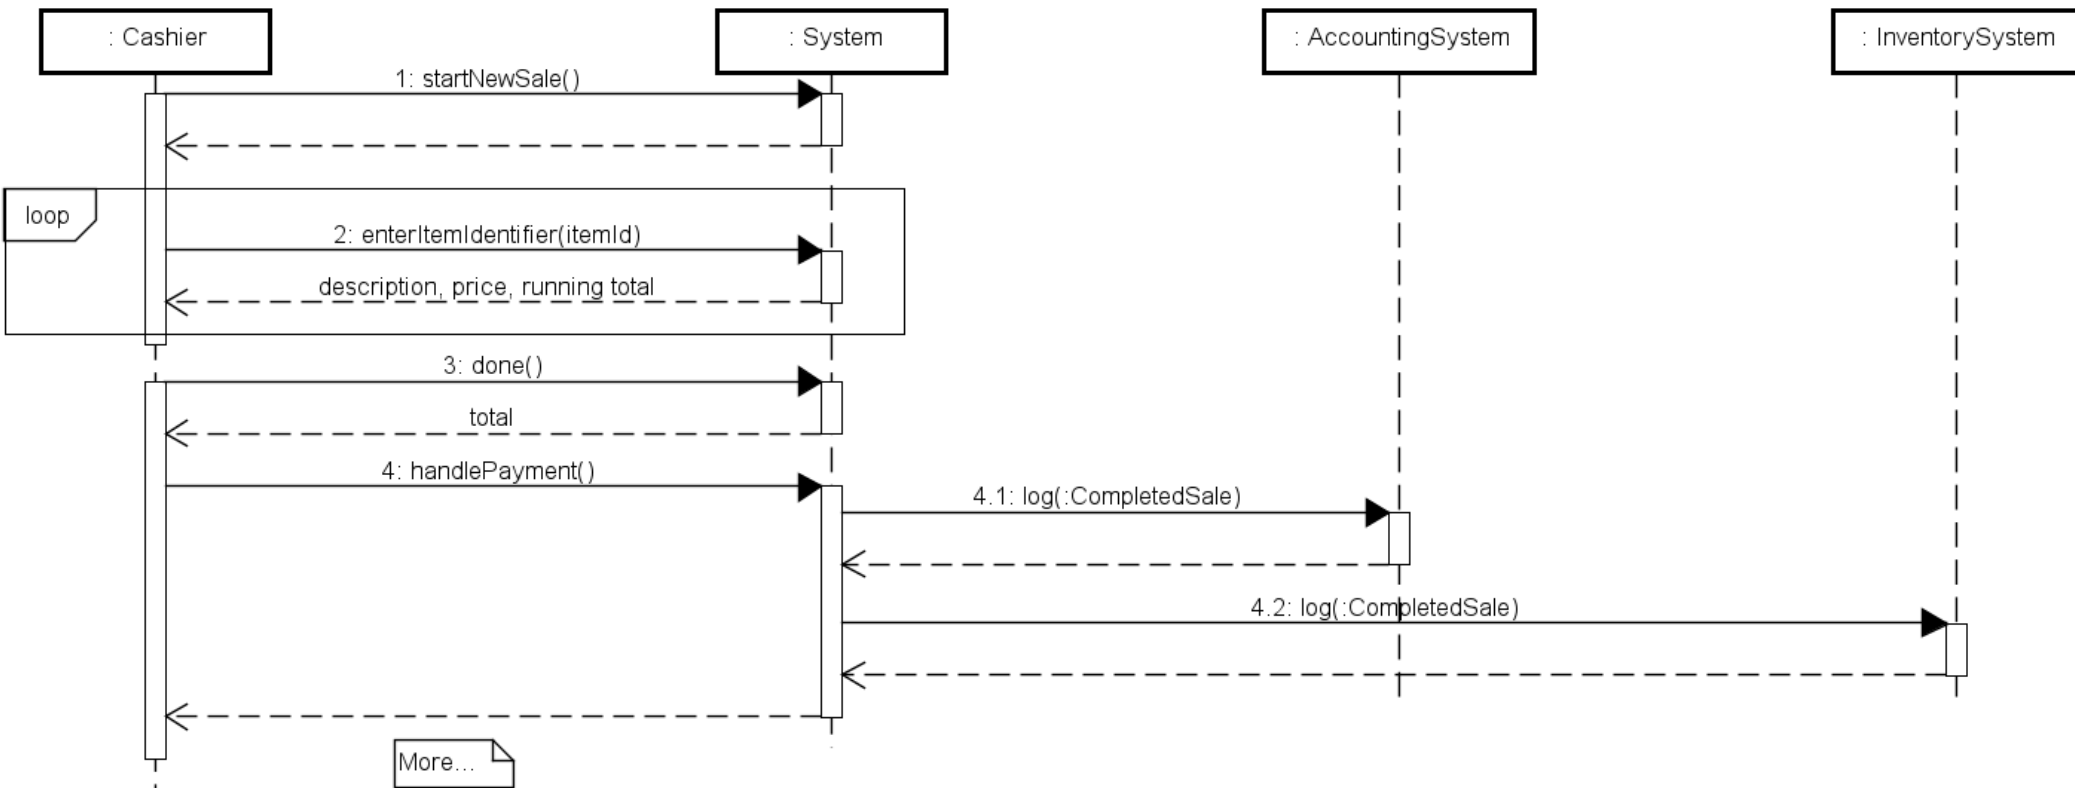 : Cashier
: System
: AccountingSystem
: InventorySystem
1: startNewSale()
loop
2: enterItemIdentifier(itemId)
description, price, running total
3: done()
total
4: handlePayment()
4.1: log(:CompletedSale)
4.2: log(:CompletedSale)
More...